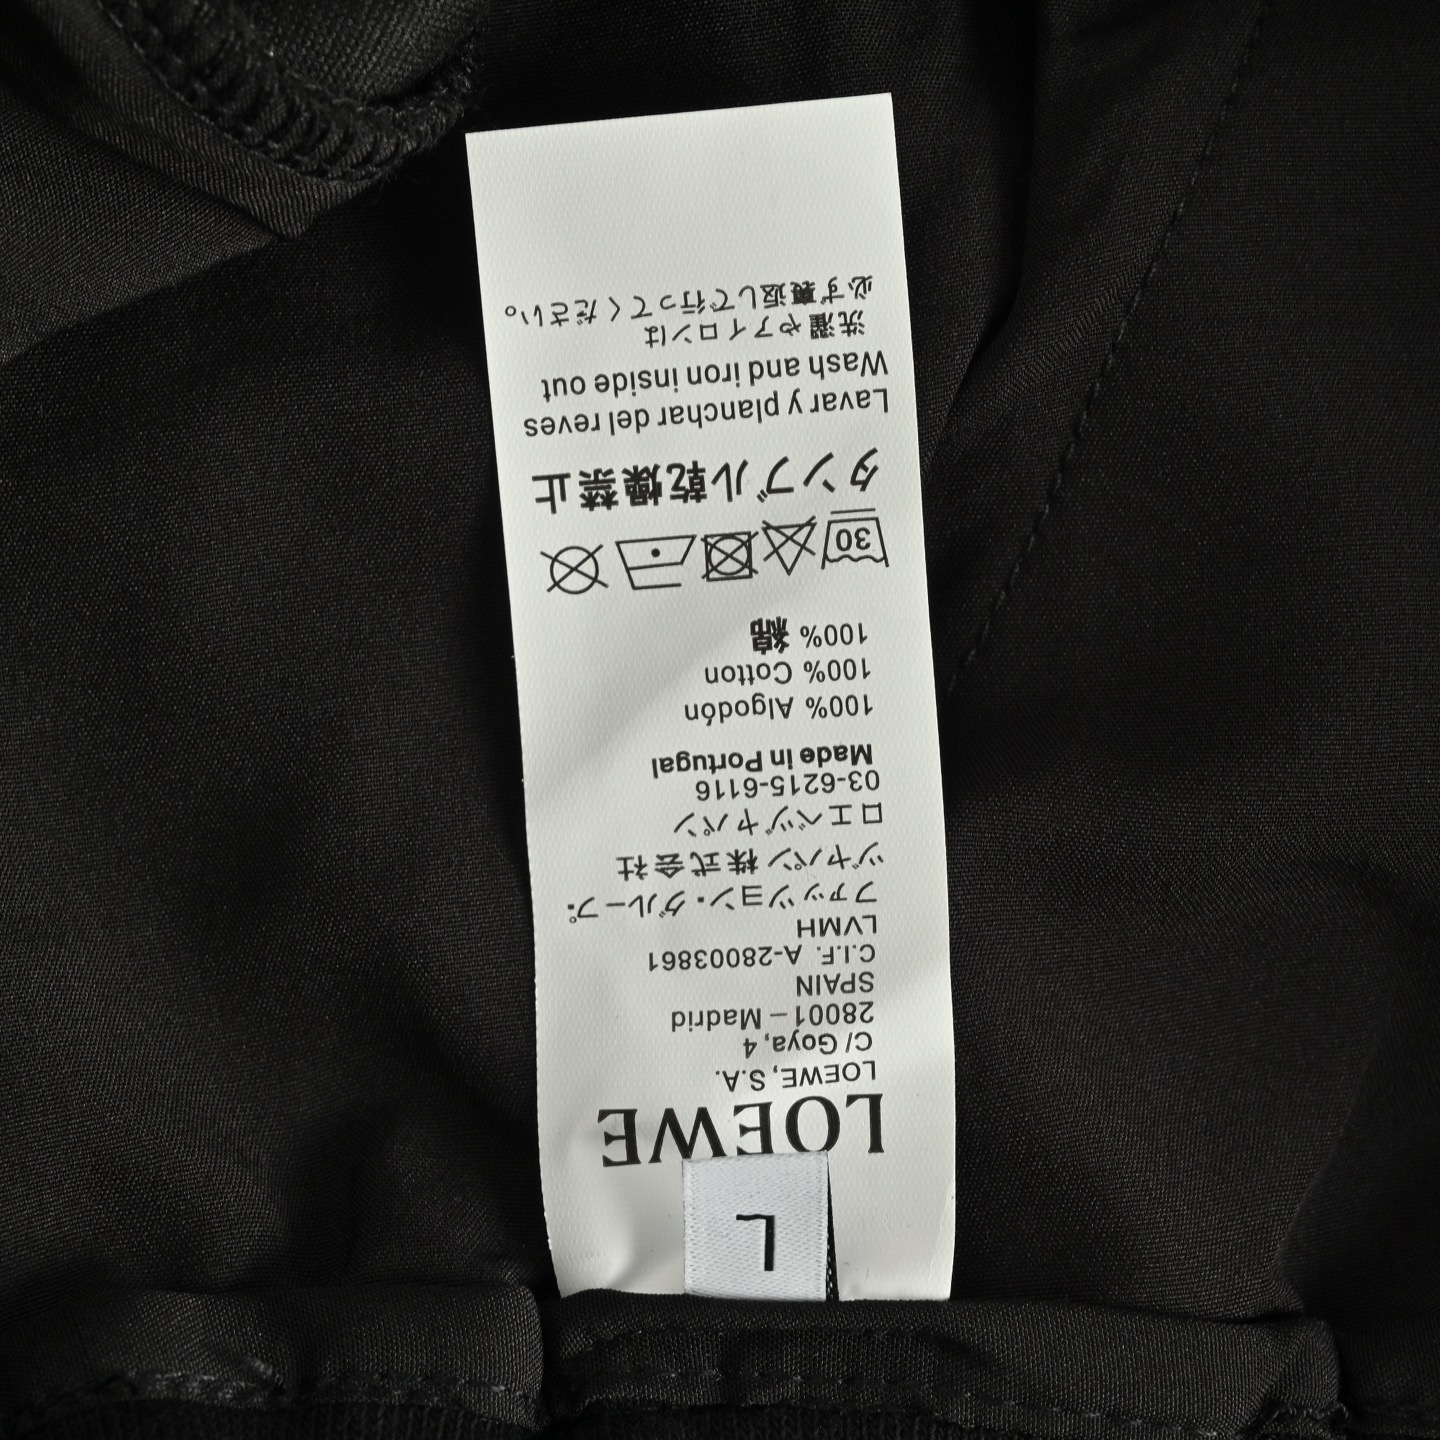 L
LOEWE
LOEWE, S.A.
C/ Goya, 4
28001 – Madrid
SPAIN
C.I.F. A-28003861
LVMH
ファッション・グループ・
ジャパン 株式会社
ロエベジャパン
03-6215-6116
Made in Portugal
100% Algodón
100% Cotton
100% 綿
30
タンブル乾燥禁止
Lavar y planchar del reves
Wash and iron inside out
洗濯やアイロンは
必ず裏返しで行ってください。